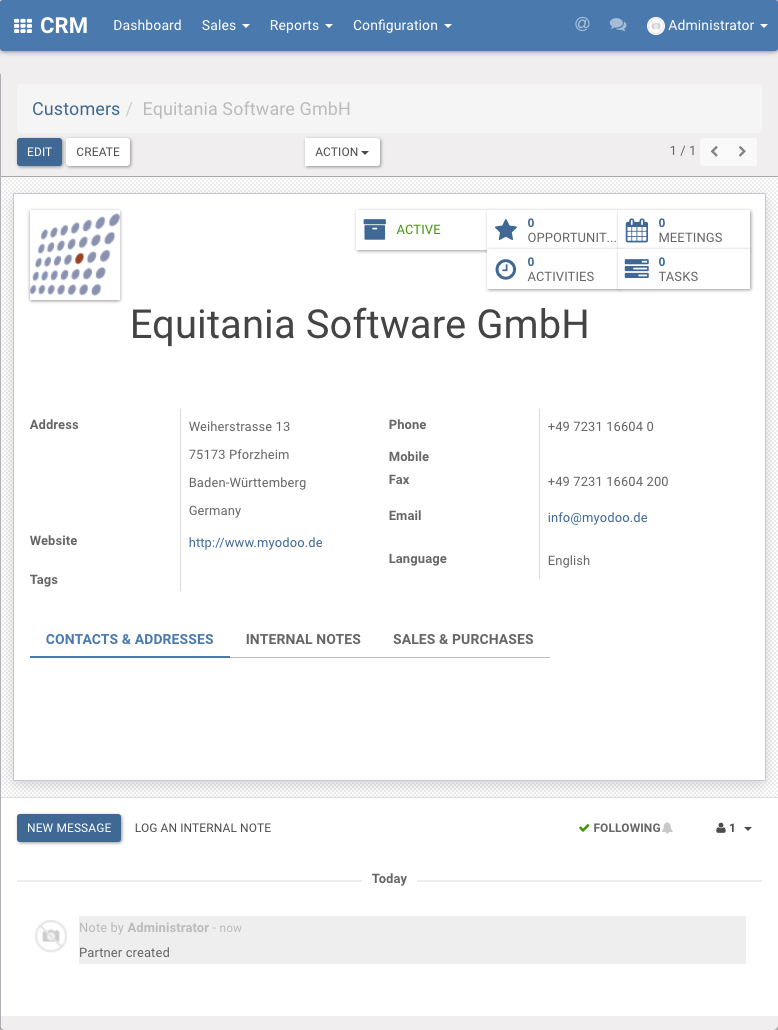 CRM Dashboard Sales Reports Configuration @ Administrator
Customers / Equitania Software GmbH
EDIT CREATE ACTION 1 / 1
ACTIVE
0
OPPORTUNIT...
0
MEETINGS
0
ACTIVITIES
0
TASKS
Equitania Software GmbH
Address
Weiherstrasse 13
75173 Pforzheim
Baden-Württemberg
Germany
Website http://www.myodoo.de
Tags
Phone +49 7231 16604 0
Mobile
Fax +49 7231 16604 200
Email info@myodoo.de
Language English
CONTACTS & ADDRESSES INTERNAL NOTES SALES & PURCHASES
NEW MESSAGE LOG AN INTERNAL NOTE FOLLOWING 1
Today
Note by Administrator - now
Partner created